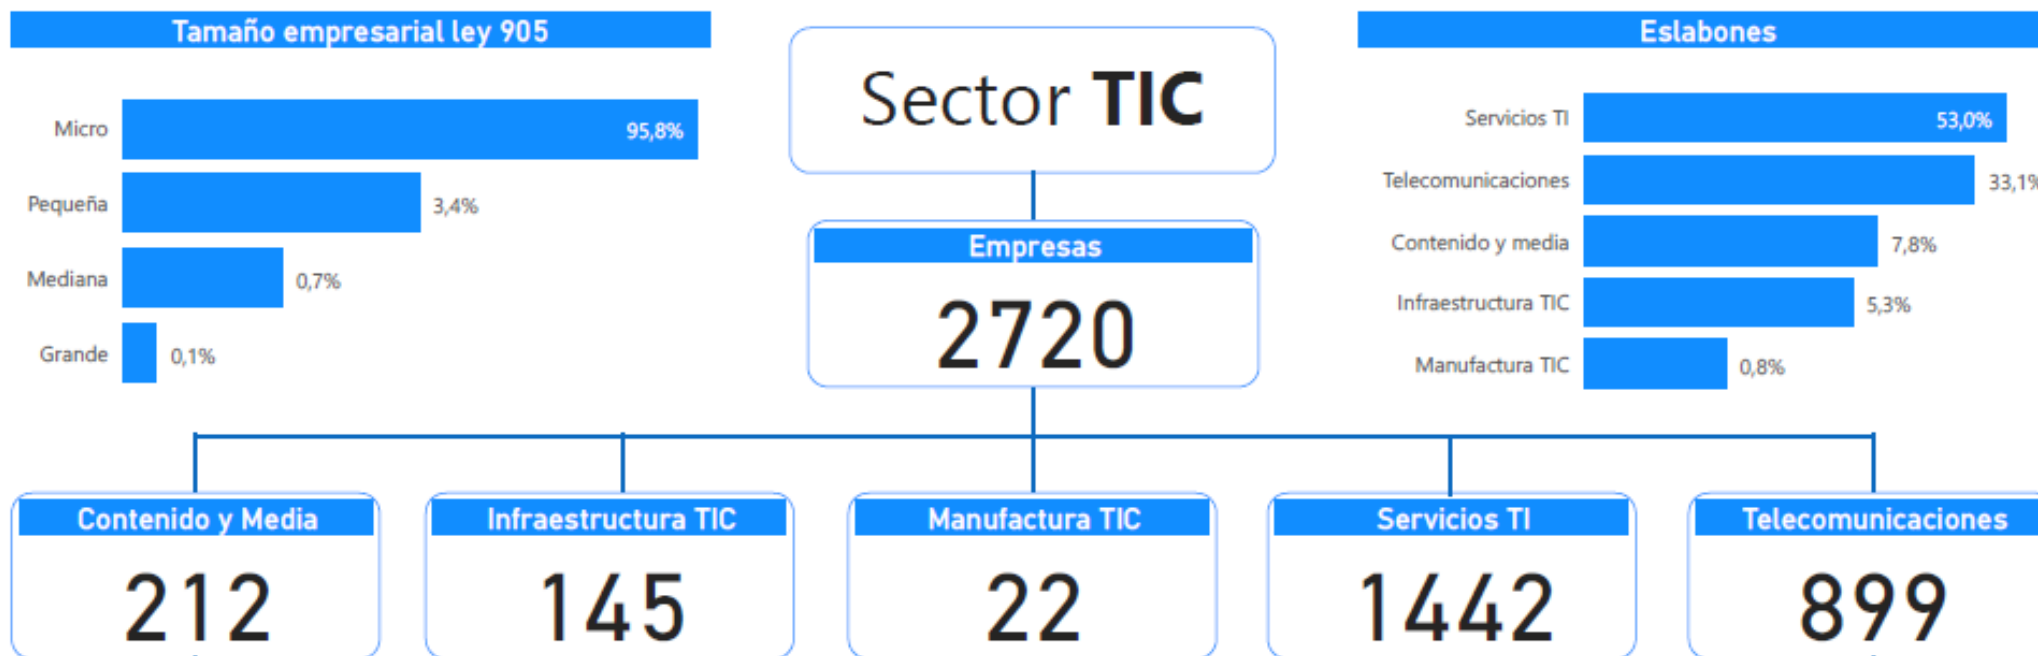 Tamaño empresarial ley 905
Micro 95,8%
Pequeña 3,4%
Mediana 0,7%
Grande 0,1%
Sector TIC
Empresas
2720
Eslabones
Servicios TI 53,0%
Telecomunicaciones 33,1%
Contenido y media 7,8%
Infraestructura TIC 5,3%
Manufactura TIC 0,8%
Contenido y Media
212
Infraestructura TIC
145
Manufactura TIC
22
Servicios TI
1442
Telecomunicaciones
899